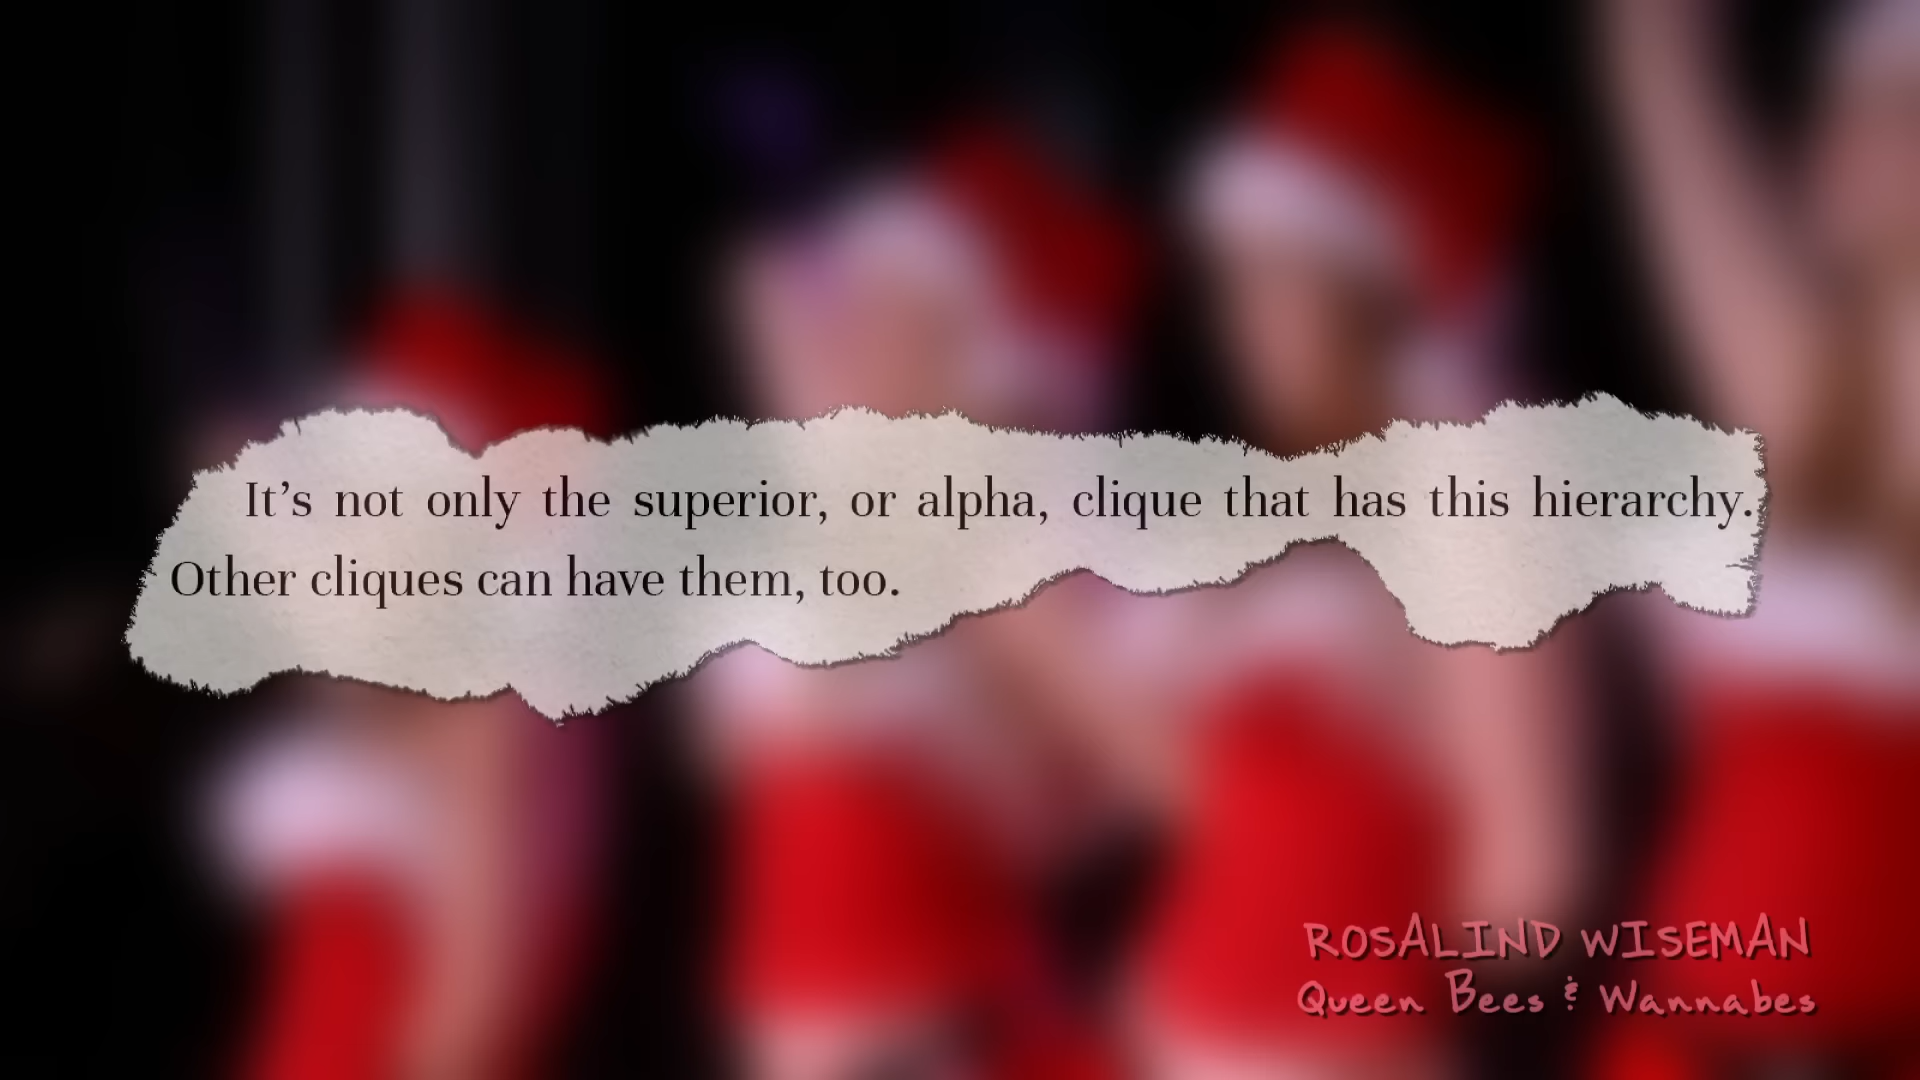 It’s not only the superior, or alpha, clique that has this hierarchy.
Other cliques can have them, too.
ROSALIND WISEMAN
Queen Bees & Wannabes